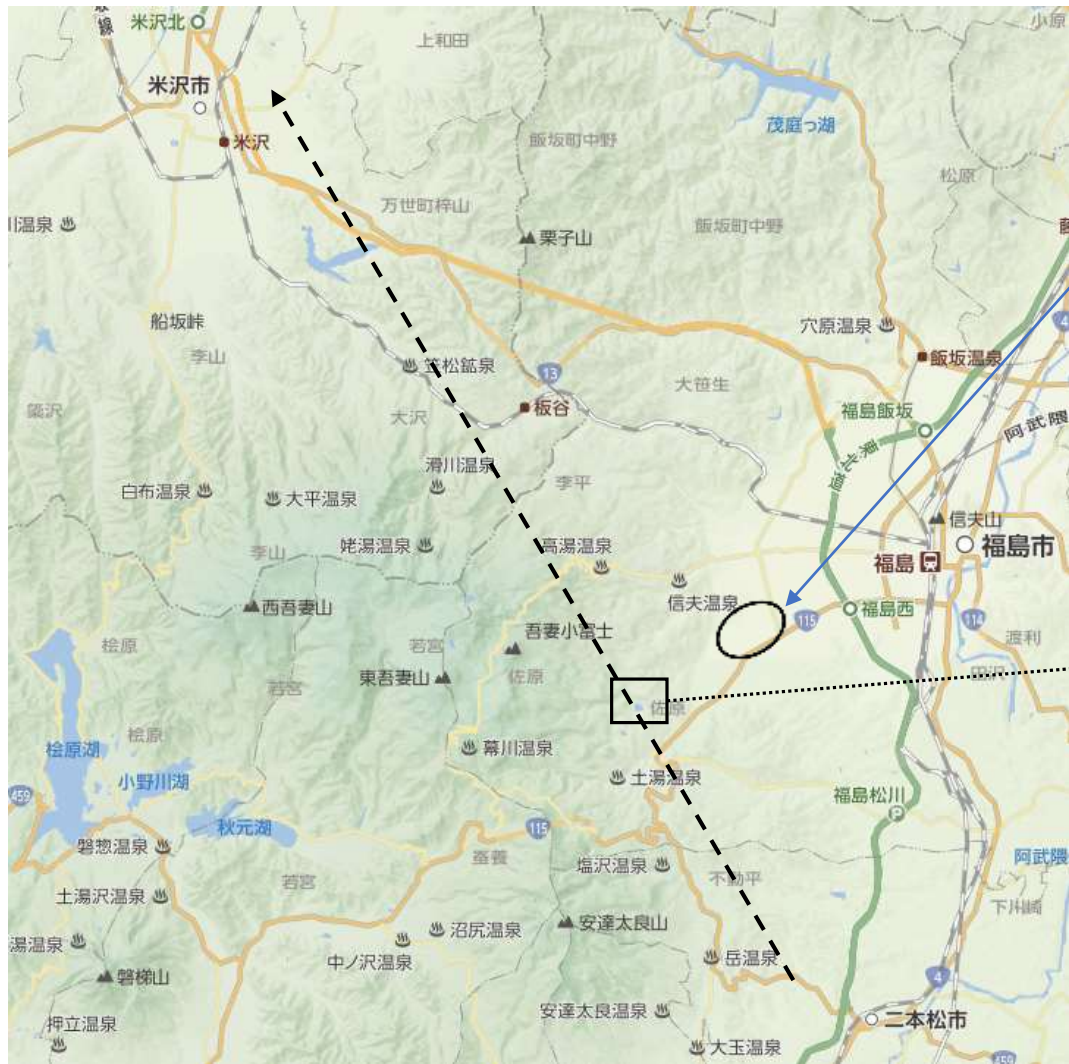 米沢北
小原
上和田
米沢市
茂庭っ湖
米沢
飯坂町中野
松原
万世町梓山
飯坂町中野
川温泉
栗子山
船坂峠
穴原温泉
4
李山
笠松鉱泉
飯坂温泉
13
大笹生
簗沢
大沢
板谷
福島飯坂
阿武隈
東北道
滑川温泉
李平
白布温泉
大平温泉
信夫山
李山
姥湯温泉
高湯温泉
福島市
福島
西吾妻山
信夫温泉
福島西
115
114
吾妻小富士
渡利
桧原
若宮
東吾妻山
佐原
田沢
若宮
佐原
桧原
桧原湖
幕川温泉
小野川湖
土湯温泉
459
福島松川
P
秋元湖
115
磐惣温泉
蚕養
塩沢温泉
阿武隈
若宮
不動平
土湯沢温泉
下川崎
安達太良山
湯温泉
沼尻温泉
中ノ沢温泉
岳温泉
磐梯山
4
安達太良温泉
二本松市
押立温泉
大玉温泉
459